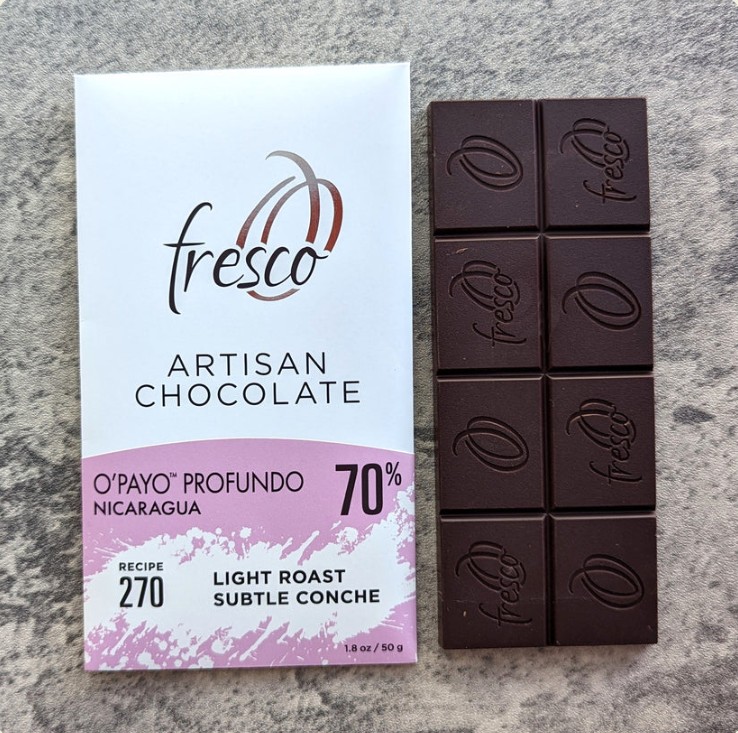 fresco
ARTISAN
CHOCOLATE
O'PAYO™ PROFUNDO
NICARAGUA
70%
RECIPE
270
LIGHT ROAST
SUBTLE CONCHE
1.8 oz / 50 g
fresco
fresco
fresco
fresco